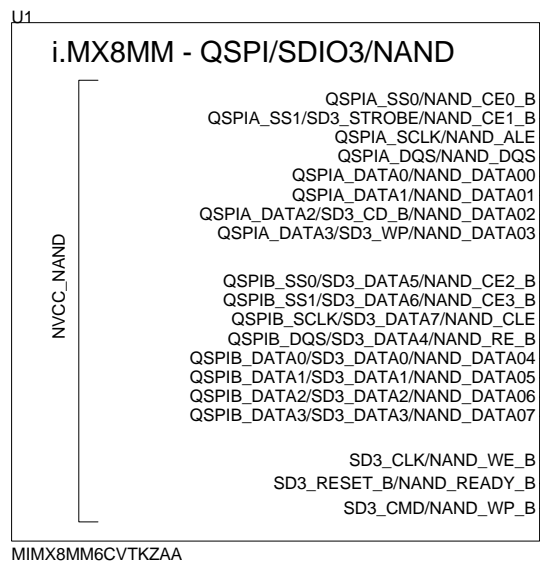 U1
i.MX8MM - QSPI/SDIO3/NAND
QSPIA_SS0/NAND_CE0_B
QSPIA_SS1/SD3_STROBE/NAND_CE1_B
QSPIA_SCLK/NAND_ALE
QSPIA_DQS/NAND_DQS
QSPIA_DATA0/NAND_DATA00
QSPIA_DATA1/NAND_DATA01
QSPIA_DATA2/SD3_CD_B/NAND_DATA02
QSPIA_DATA3/SD3_WP/NAND_DATA03
NVCC_NAND
QSPIB_SS0/SD3_DATA5/NAND_CE2_B
QSPIB_SS1/SD3_DATA6/NAND_CE3_B
QSPIB_SCLK/SD3_DATA7/NAND_CLE
QSPIB_DQS/SD3_DATA4/NAND_RE_B
QSPIB_DATA0/SD3_DATA0/NAND_DATA04
QSPIB_DATA1/SD3_DATA1/NAND_DATA05
QSPIB_DATA2/SD3_DATA2/NAND_DATA06
QSPIB_DATA3/SD3_DATA3/NAND_DATA07
SD3_CLK/NAND_WE_B
SD3_RESET_B/NAND_READY_B
SD3_CMD/NAND_WP_B
MIMX8MM6CVTKZAA